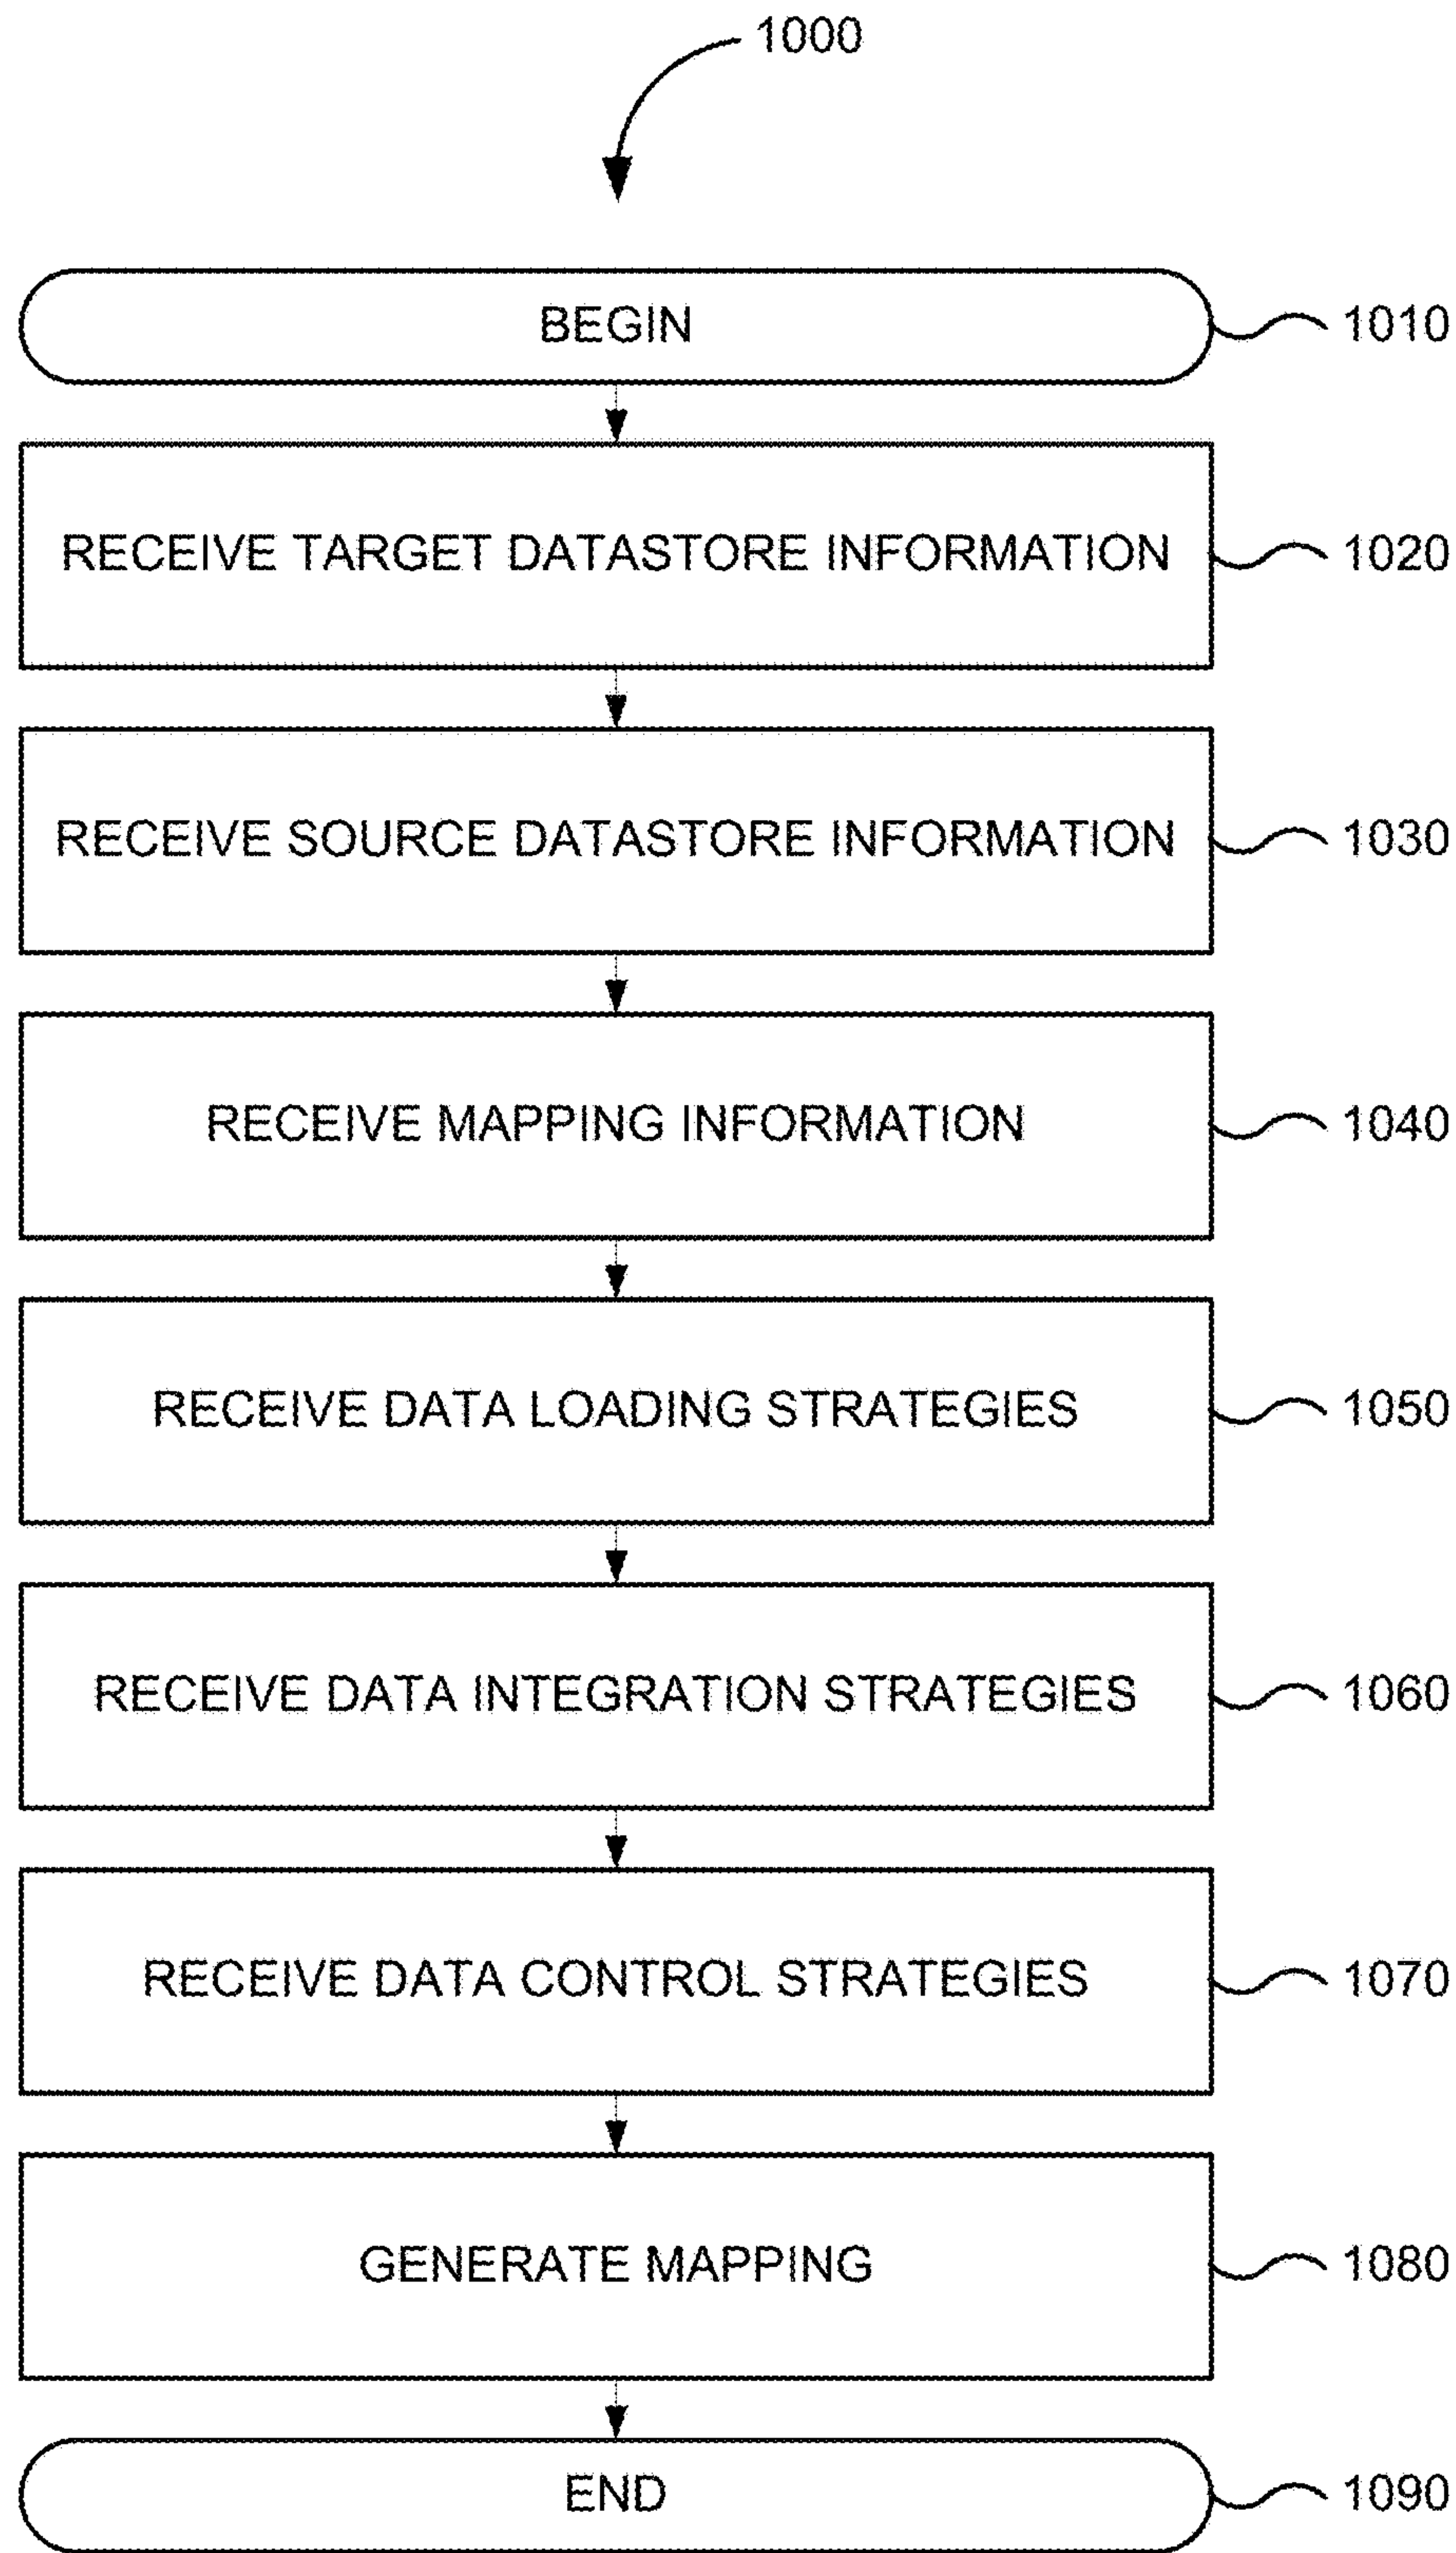 1000
BEGIN
1010
RECEIVE TARGET DATASTORE INFORMATION
1020
RECEIVE SOURCE DATASTORE INFORMATION
1030
RECEIVE MAPPING INFORMATION
1040
RECEIVE DATA LOADING STRATEGIES
1050
RECEIVE DATA INTEGRATION STRATEGIES
1060
RECEIVE DATA CONTROL STRATEGIES
1070
GENERATE MAPPING
1080
END
1090